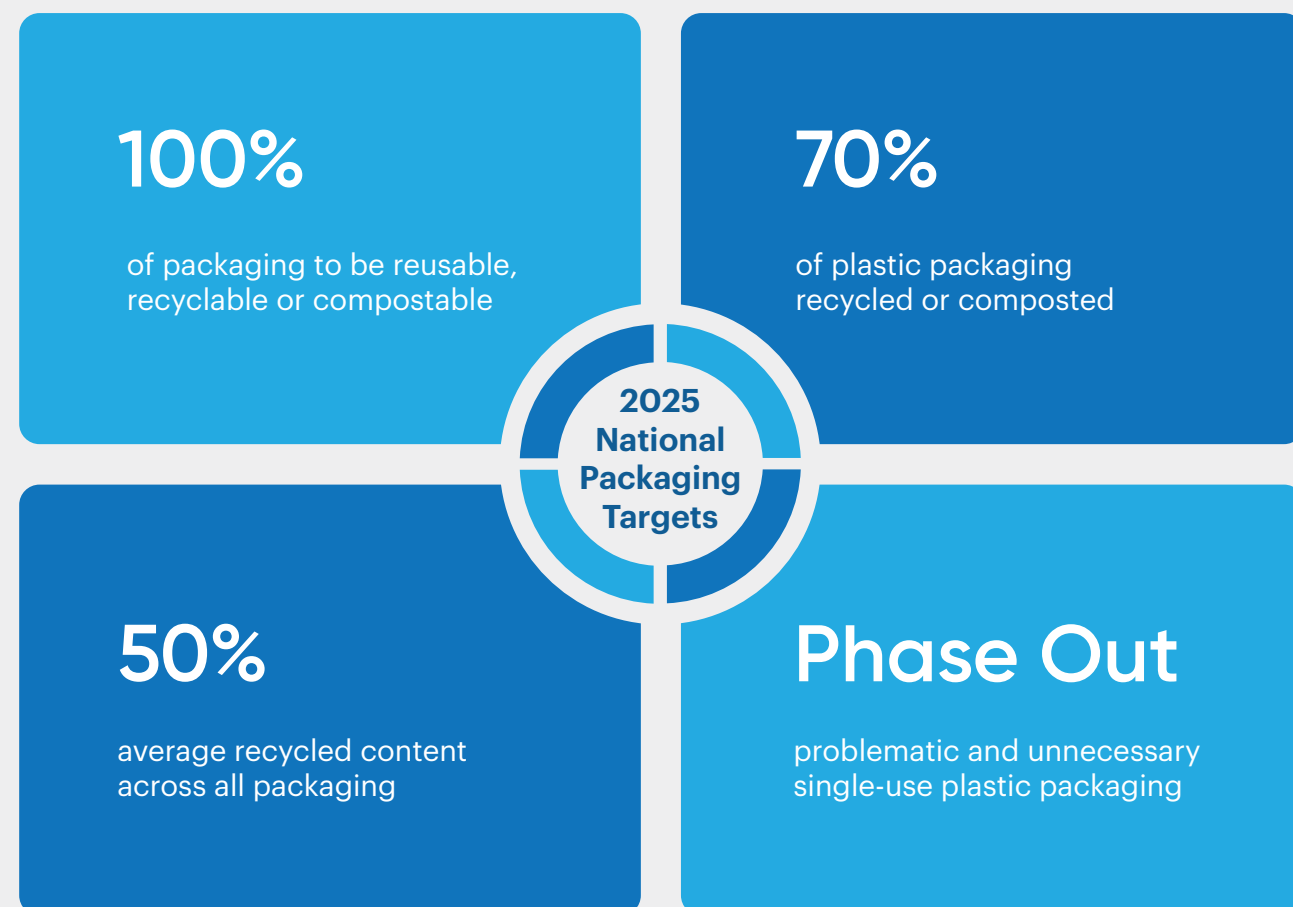 100%
of packaging to be reusable,
recyclable or compostable
70%
of plastic packaging
recycled or composted
2025
National
Packaging
Targets
50%
average recycled content
across all packaging
Phase Out
problematic and unnecessary
single-use plastic packaging